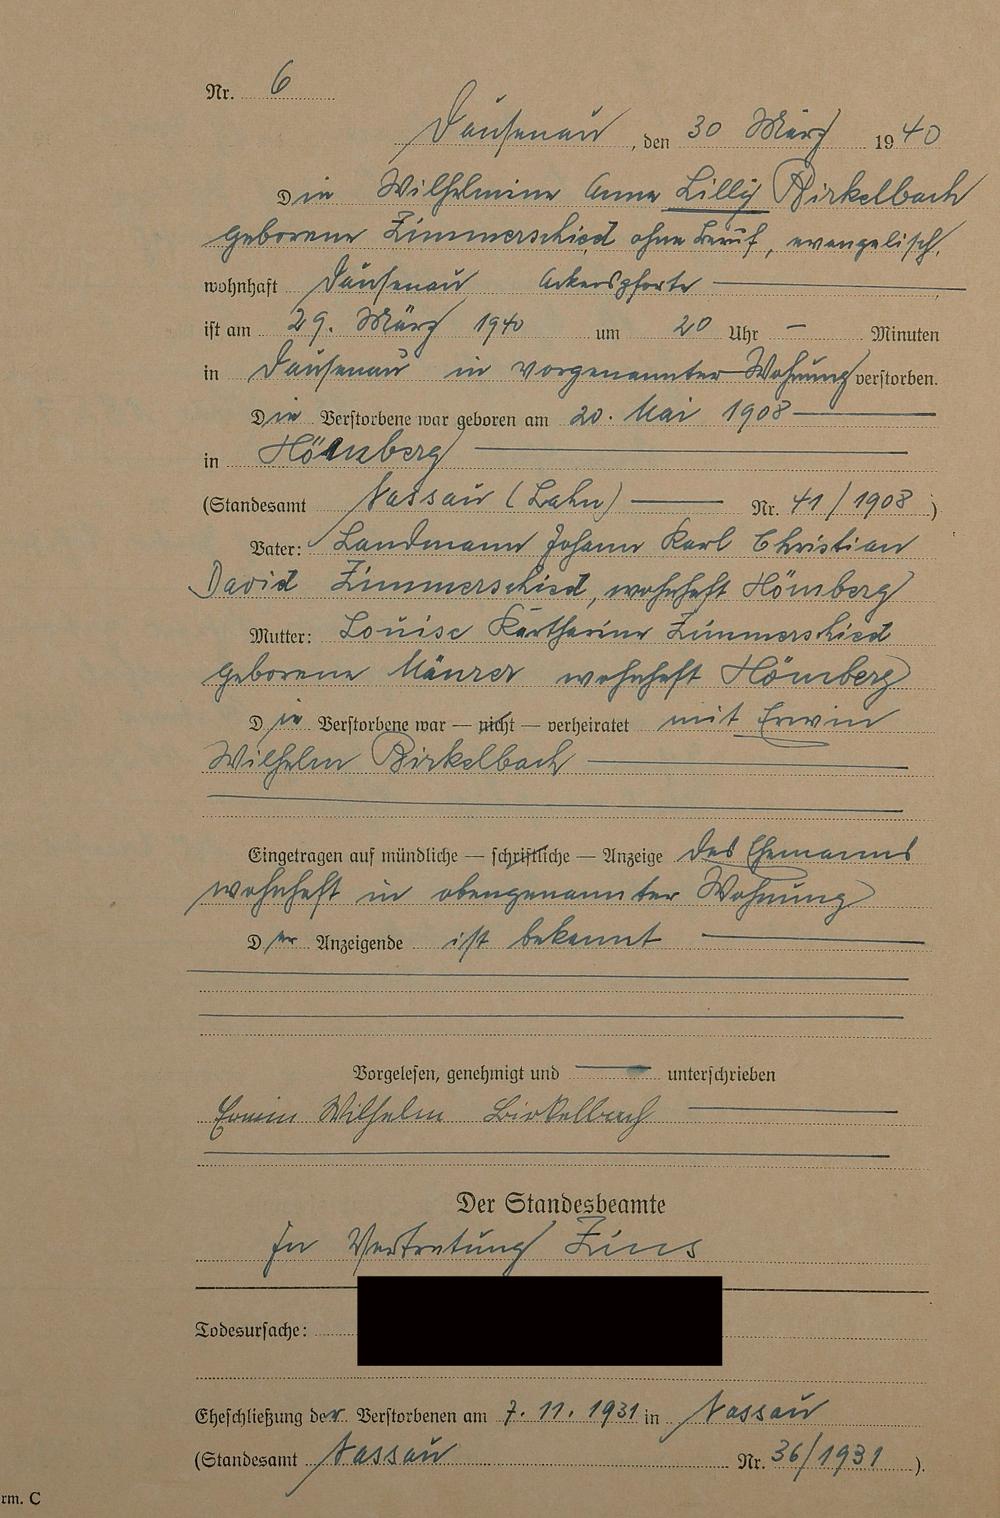 Nr. 6
Dausenau, den 30 März 1940
Die Wilhelmine Anna Lilly Birkelbach
geborene Zimmerschied ohne Beruf, evangelisch,
wohnhaft Dausenau Ackerspforte
ist am 29. März 1940 um 20 Uhr — Minuten
in Dausenau in vorgenannter Wohnung verstorben.
Die Verstorbene war geboren am 20. Mai 1908
in Hömberg
(Standesamt Nassau (Lahn) Nr. 41/1908)
Vater: Landmann Johann Karl Christian
David Zimmerschied, wohnhaft Hömberg
Mutter: Louise Katharine Zimmerschied
geborene Mäurer wohnhaft Hömberg
Die Verstorbene war — nicht — verheiratet mit Erwin
Wilhelm Birkelbach
Eingetragen auf mündliche — schriftliche — Anzeige des Ehemanns
wohnhaft in obengenannter Wohnung
Der Anzeigende ist bekannt
Vorgelesen, genehmigt und unterschrieben
Erwin Wilhelm Birkelbach
Der Standesbeamte
In Vertretung Zins
Todesursache:
Eheschließung der Verstorbenen am 7. 11. 1931 in Nassau
(Standesamt Nassau Nr. 36/1931).
rm. C